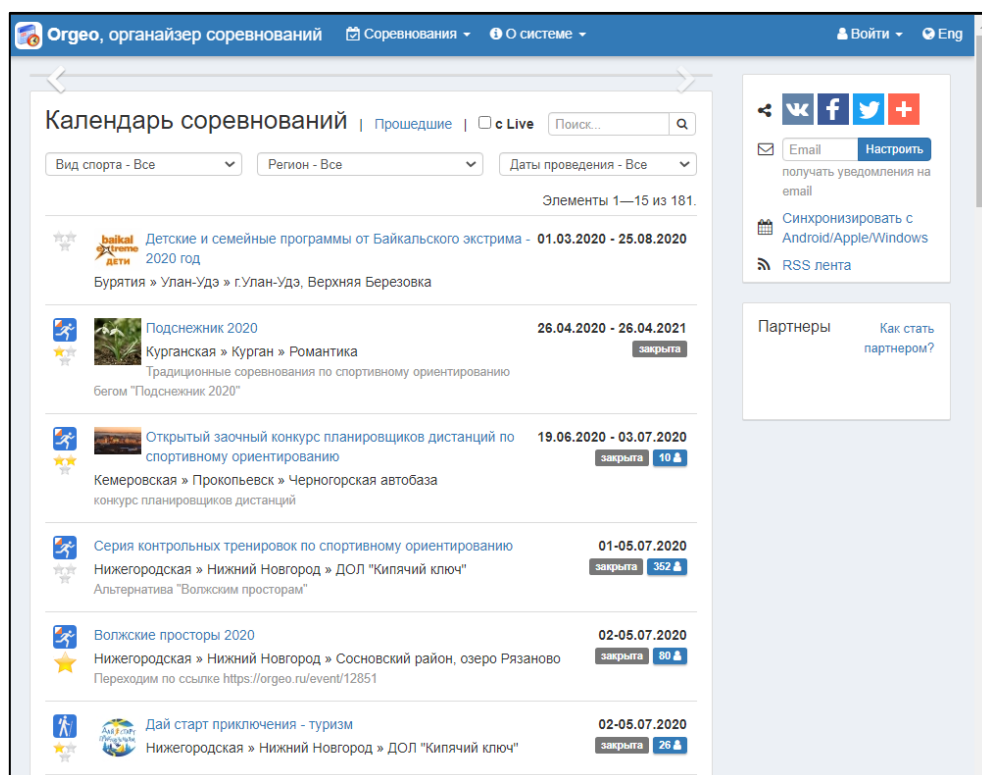 Orgeo, органайзер соревнований Соревнования О системе Войти Eng
Календарь соревнований | Прошедшие | с Live Поиск...
Вид спорта - Все Регион - Все Даты проведения - Все
Элементы 1—15 из 181.
baikal
extreme
ДЕТИ
Детские и семейные программы от Байкальского экстрима - 01.03.2020 - 25.08.2020
2020 год
Бурятия » Улан-Удэ » г.Улан-Удэ, Верхняя Березовка
Подснежник 2020 26.04.2020 - 26.04.2021
Курганская » Курган » Романтика закрыта
Традиционные соревнования по спортивному ориентированию
бегом "Подснежник 2020"
Открытый заочный конкурс планировщиков дистанций по 19.06.2020 - 03.07.2020
спортивному ориентированию закрыта 10
Кемеровская » Прокопьевск » Черногорская автобаза
конкурс планировщиков дистанций
Серия контрольных тренировок по спортивному ориентированию 01-05.07.2020
Нижегородская » Нижний Новгород » ДОЛ "Кипячий ключ" закрыта 352
Альтернатива "Волжским просторам"
Волжские просторы 2020 02-05.07.2020
Нижегородская » Нижний Новгород » Сосновский район, озеро Рязаново закрыта 80
Переходим по ссылке https://orgeo.ru/event/12851
Дай старт приключения - туризм 02-05.07.2020
Нижегородская » Нижний Новгород » ДОЛ "Кипячий ключ" закрыта 26
Email Настроить
получать уведомления на
email
Синхронизировать с
Android/Apple/Windows
RSS лента
Партнеры Как стать
партнером?